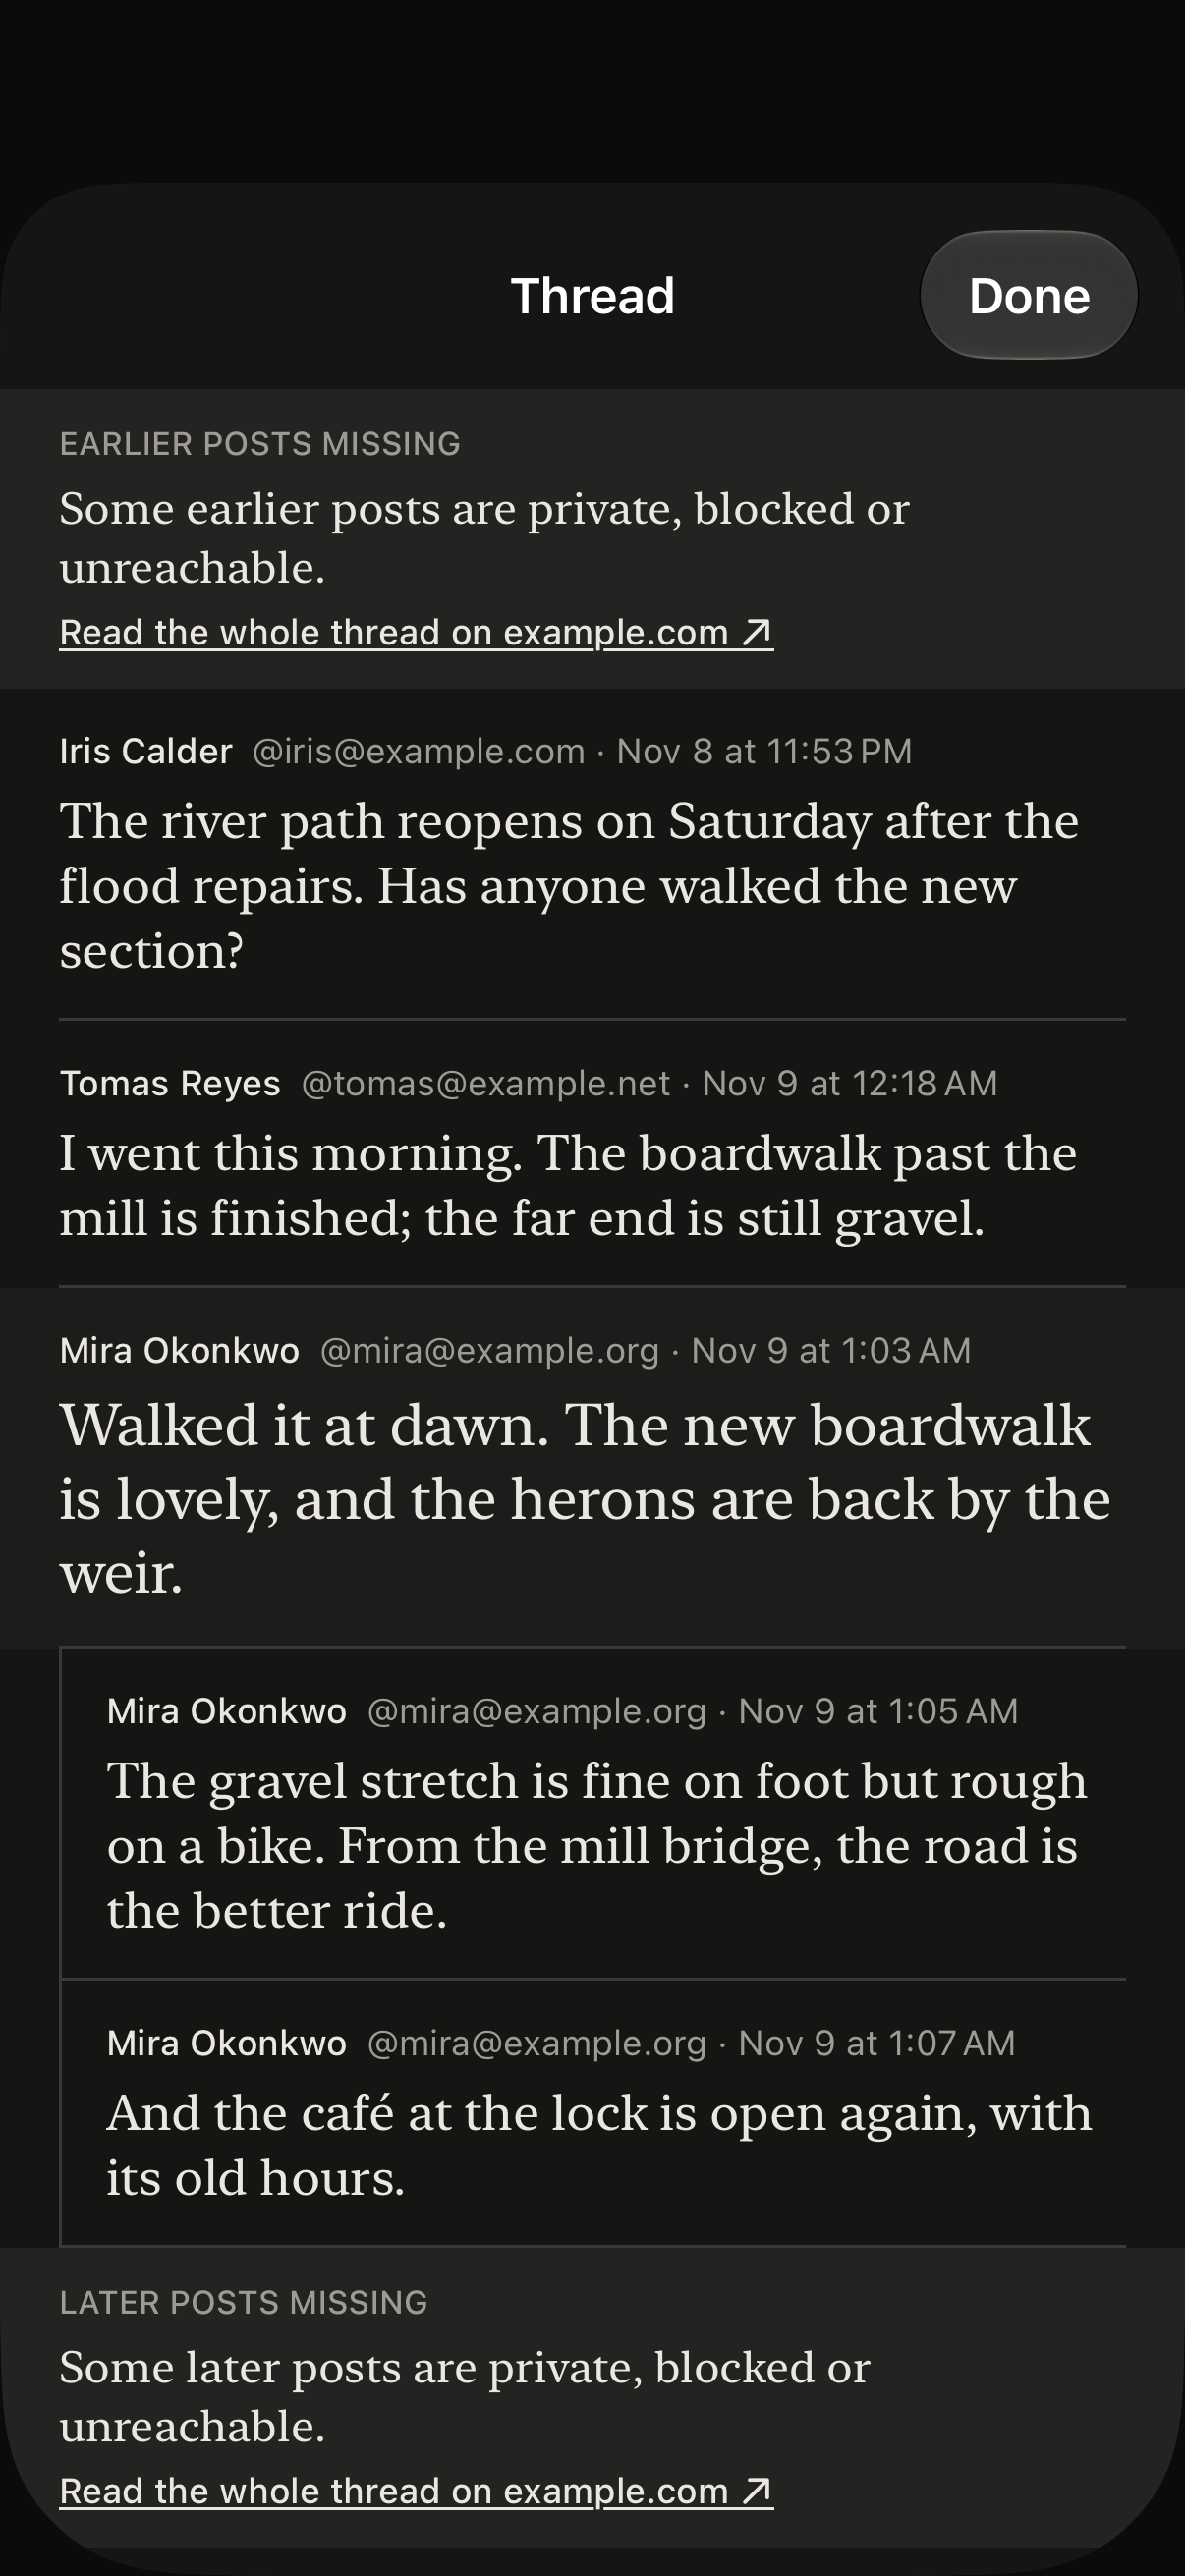 Thread
Done
EARLIER POSTS MISSING
Some earlier posts are private, blocked or
unreachable.
Read the whole thread on example.com ↗
Iris Calder @iris@example.com · Nov 8 at 11:53 PM
The river path reopens on Saturday after the
flood repairs. Has anyone walked the new
section?
Tomas Reyes @tomas@example.net · Nov 9 at 12:18 AM
I went this morning. The boardwalk past the
mill is finished; the far end is still gravel.
Mira Okonkwo @mira@example.org · Nov 9 at 1:03 AM
Walked it at dawn. The new boardwalk
is lovely, and the herons are back by the
weir.
Mira Okonkwo @mira@example.org · Nov 9 at 1:05 AM
The gravel stretch is fine on foot but rough
on a bike. From the mill bridge, the road is
the better ride.
Mira Okonkwo @mira@example.org · Nov 9 at 1:07 AM
And the café at the lock is open again, with
its old hours.
LATER POSTS MISSING
Some later posts are private, blocked or
unreachable.
Read the whole thread on example.com ↗